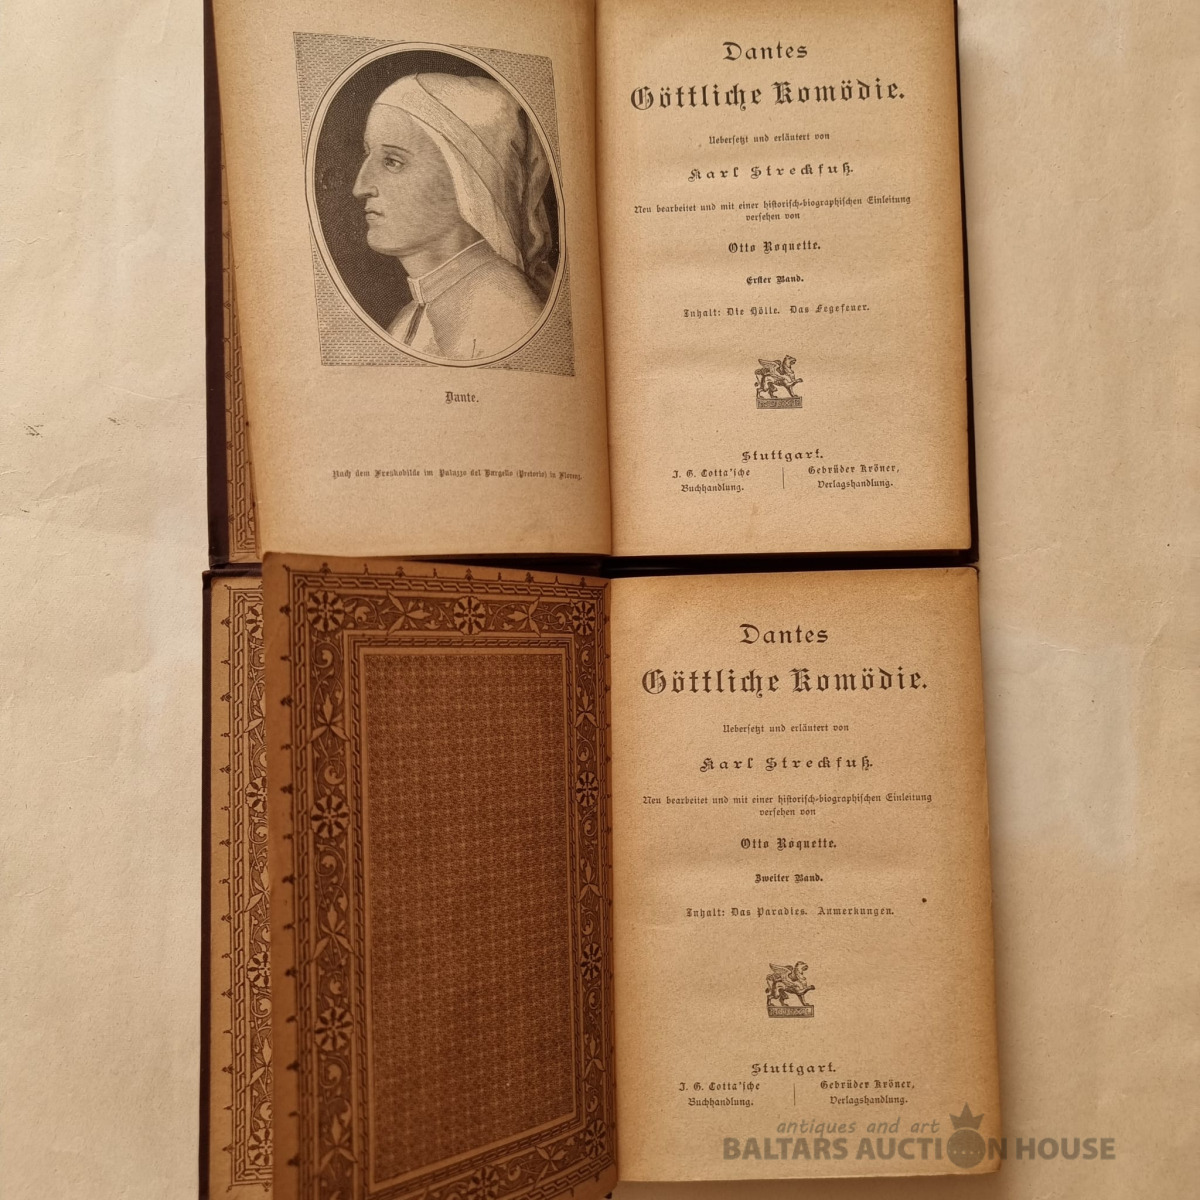 Dante.
Nach dem Freskobilde im Palazzo del Bargello (Pretorio) in Florenz.
Dantes
Göttliche Komödie.
Uebersetzt und erläutert von
Karl Streckfuß.
Neu bearbeitet und mit einer historisch-biographischen Einleitung
versehen von
Otto Roquette.
Erster Band.
Inhalt: Die Hölle. Das Fegefeuer.
Stuttgart.
J. G. Cotta'sche
Buchhandlung.
Gebrüder Kröner,
Verlagshandlung.
Dantes
Göttliche Komödie.
Uebersetzt und erläutert von
Karl Streckfuß.
Neu bearbeitet und mit einer historisch-biographischen Einleitung
versehen von
Otto Roquette.
Zweiter Band.
Inhalt: Das Paradies. Anmerkungen.
Stuttgart.
J. G. Cotta'sche
Buchhandlung.
Gebrüder Kröner,
Verlagshandlung.
antiques and art
BALTARS AUCTION HOUSE